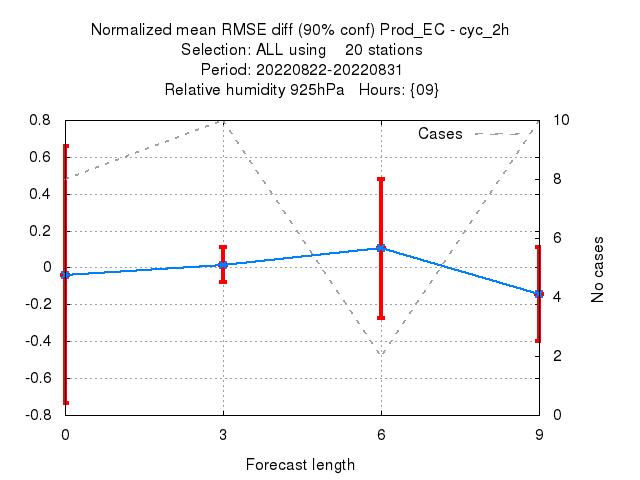 Normalized mean RMSE diff (90% conf) Prod_EC - cyc_2h
Selection: ALL using    20 stations
Period: 20220822-20220831
Relative humidity 925hPa   Hours: {09}
0.8
0.6
0.4
0.2
0
-0.2
-0.4
-0.6
-0.8
Cases
10
8
6
4
2
0
No cases
0 3 6 9
Forecast length